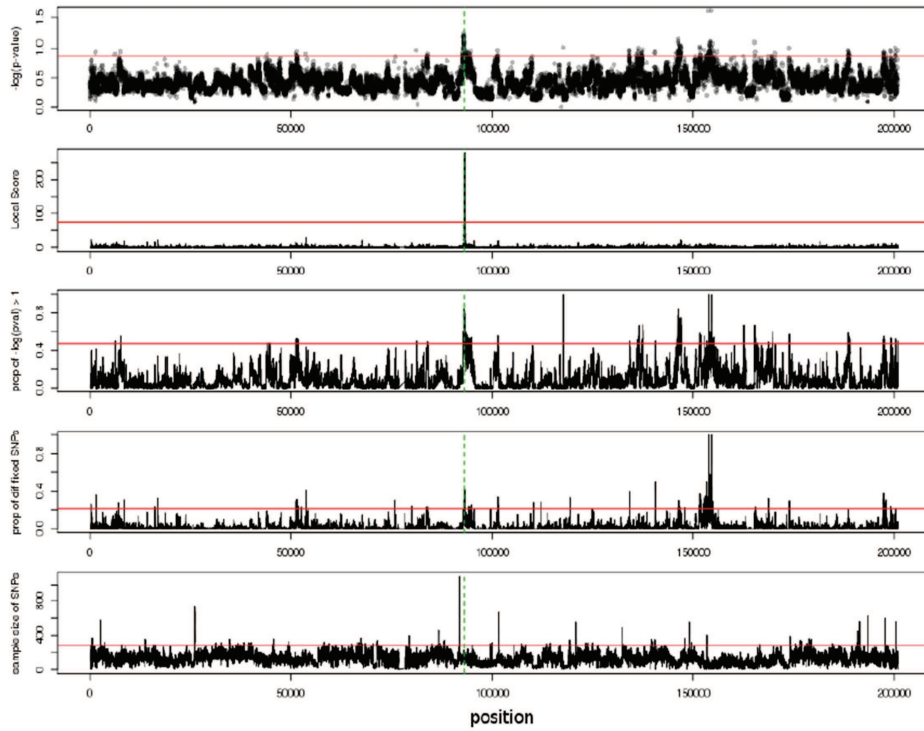 -log(p-value)
0.0 0.5 1.0 1.5
0 50000 100000 150000 200000
Local Score
0 100 200
0 50000 100000 150000 200000
prop of -log(pval) > 1
0.0 0.4 0.8
0 50000 100000 150000 200000
prop of diff fixed SNPs
0.0 0.4 0.8
0 50000 100000 150000 200000
sample size of SNPs
0 400 800
0 50000 100000 150000 200000
position